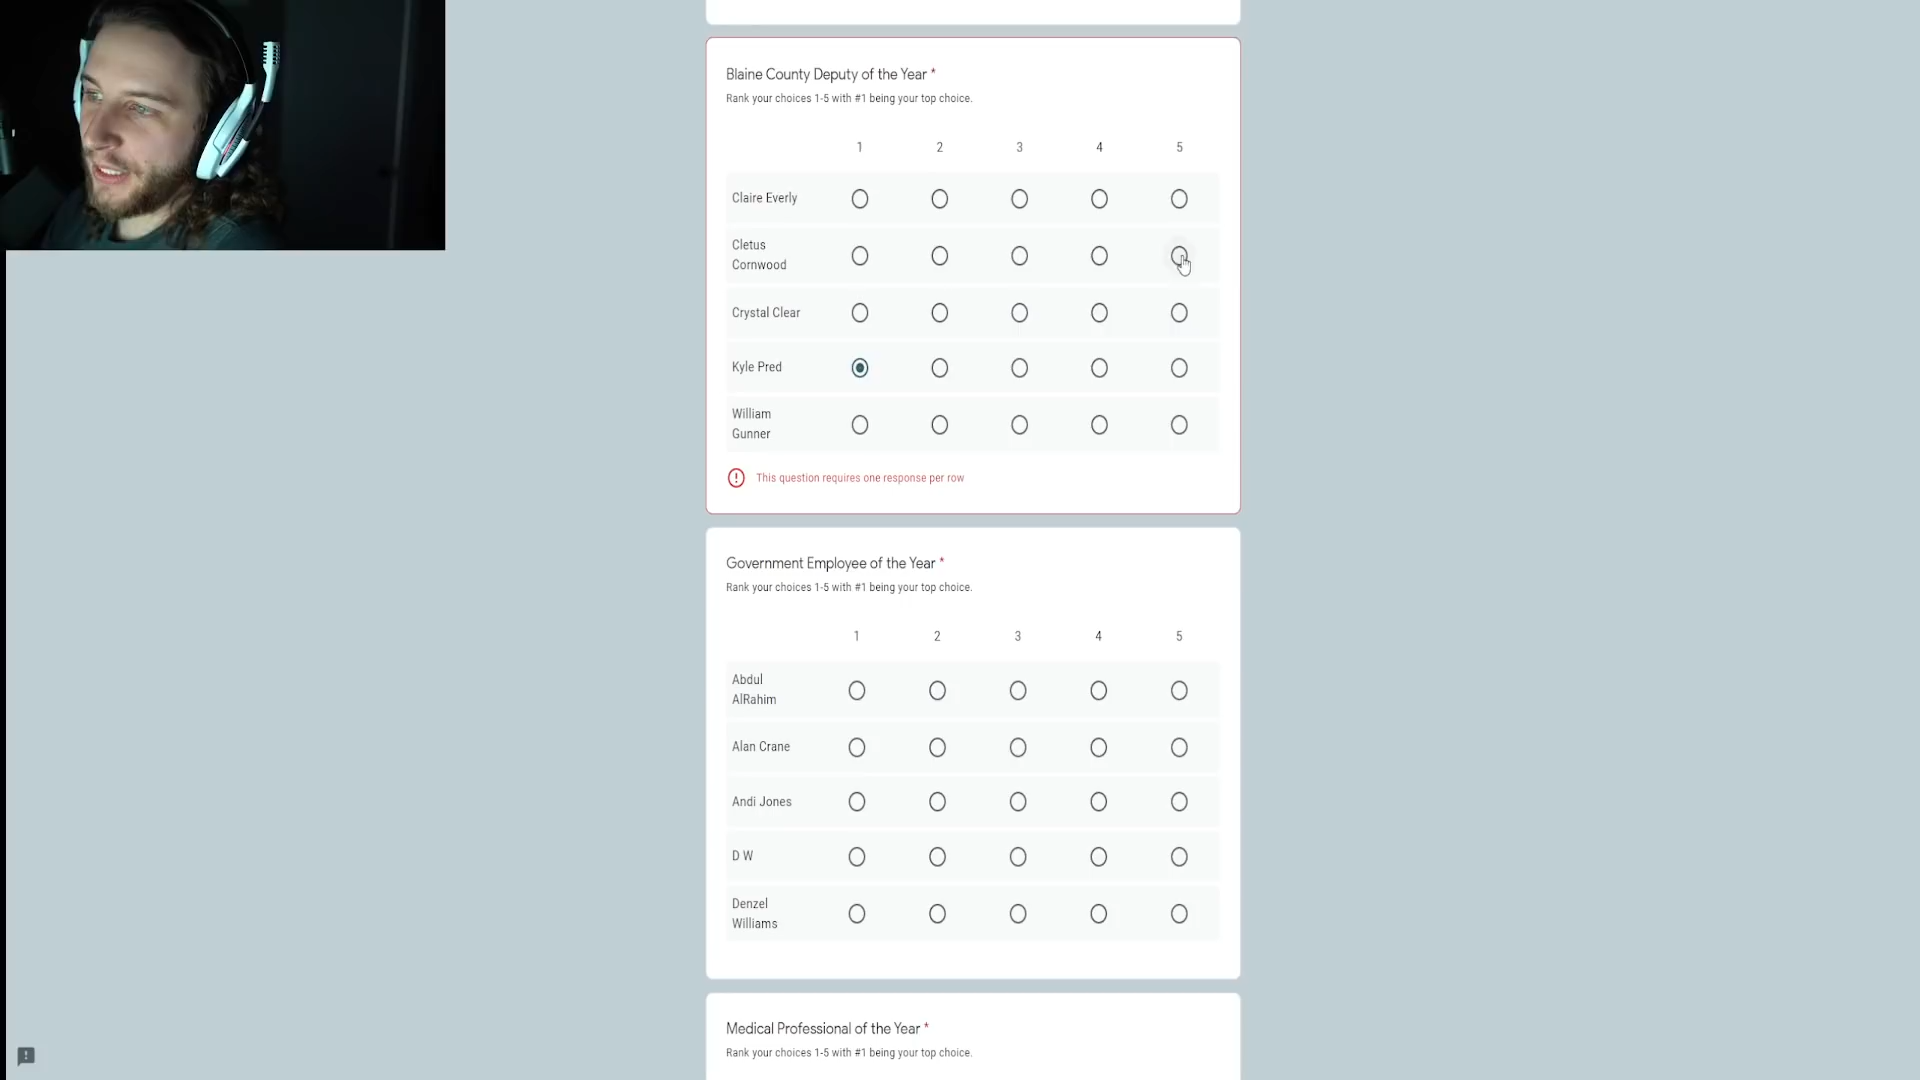 Blaine County Deputy of the Year *
Rank your choices 1-5 with #1 being your top choice.
1 2 3 4 5
Claire Everly
Cletus
Cornwood
Crystal Clear
Kyle Pred
William
Gunner
This question requires one response per row
Government Employee of the Year *
Rank your choices 1-5 with #1 being your top choice.
1 2 3 4 5
Abdul
AlRahim
Alan Crane
Andi Jones
D W
Denzel
Williams
Medical Professional of the Year *
Rank your choices 1-5 with #1 being your top choice.